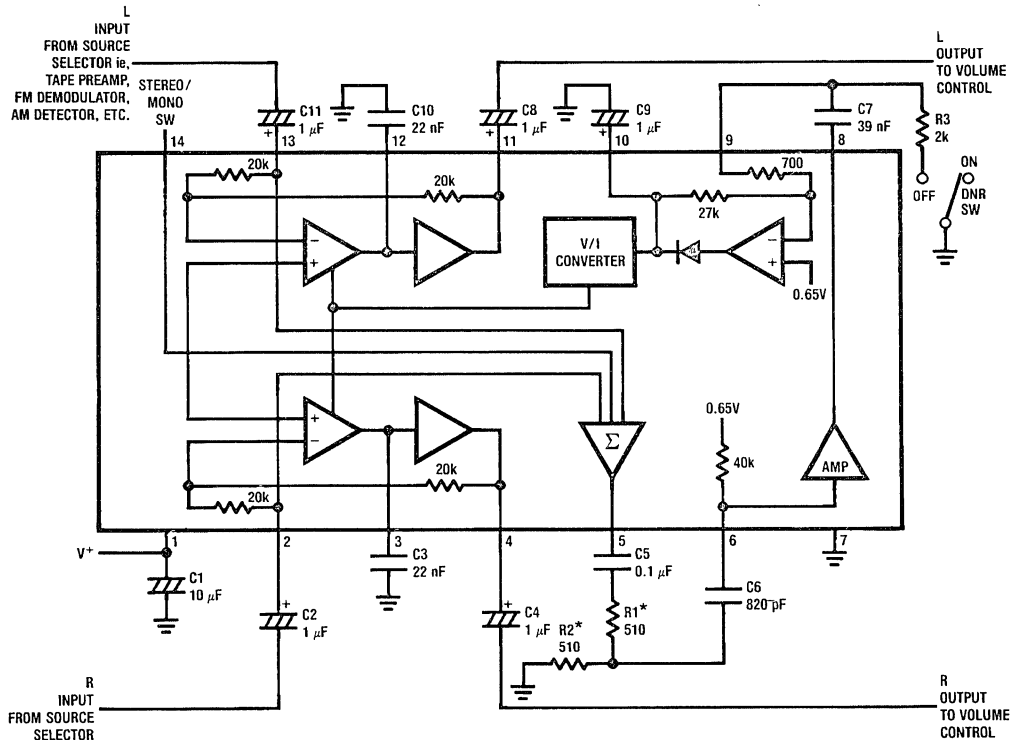 L
INPUT
FROM SOURCE
SELECTOR ie,
TAPE PREAMP,
FM DEMODULATOR,
AM DETECTOR, ETC.
STEREO/
MONO
SW
14
C11
1 µF
+
13
C10
22 nF
12
C8
1 µF
+
11
C9
1 µF
+
10
9
C7
39 nF
8
R3
2k
L
OUTPUT
TO VOLUME
CONTROL
OFF
ON
DNR
SW
20k
20k
700
27k
−
+
V/I
CONVERTER
−
+
0.65V
+
−
Σ
0.65V
40k
AMP
20k
20k
1
V+
C1
10 µF
2
+
C2
1 µF
3
C3
22 nF
4
+
C4
1 µF
5
C5
0.1 µF
R1*
510
R2*
510
6
C6
820 pF
7
R
INPUT
FROM SOURCE
SELECTOR
R
OUTPUT
TO VOLUME
CONTROL